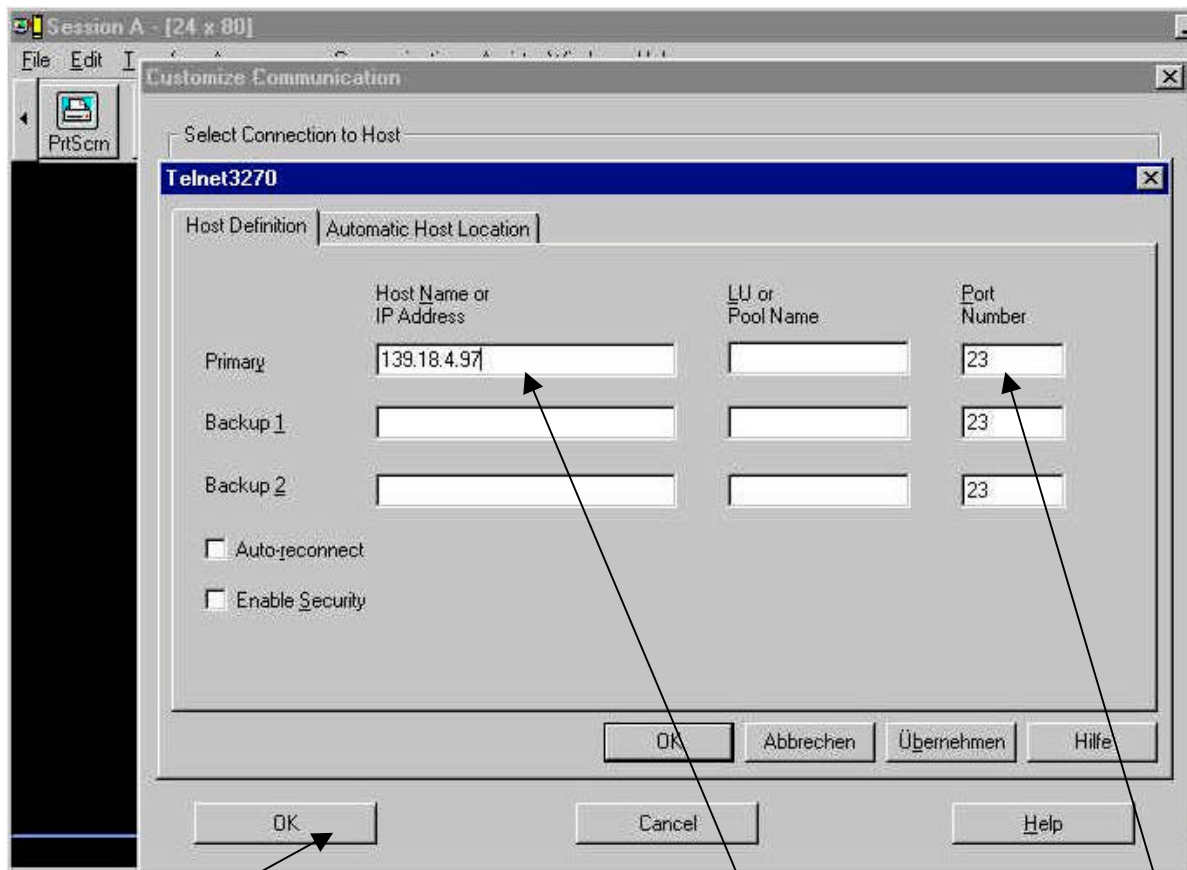 Session A - [24 x 80]
File Edit
Customize Communication
PrtScrn
Select Connection to Host
Telnet3270
Host Definition Automatic Host Location
Host Name or
IP Address
LU or
Pool Name
Port
Number
Primary 139.18.4.97 23
Backup 1 23
Backup 2 23
Auto-reconnect
Enable Security
OK Abbrechen Übernehmen Hilfe
OK Cancel Help